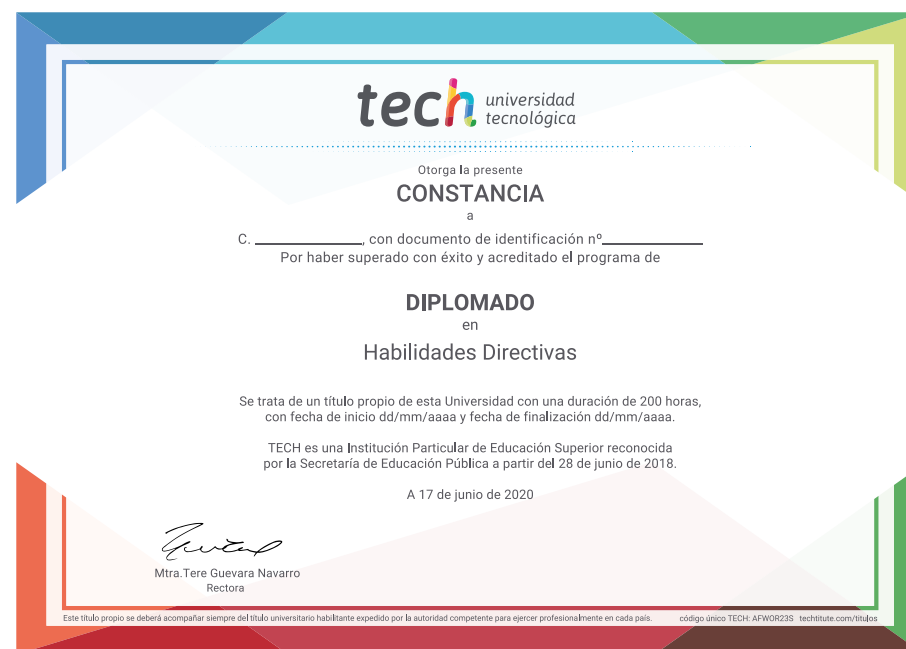 tech universidad
tecnológica
Otorga la presente
CONSTANCIA
a
C. ____________, con documento de identificación nº____________
Por haber superado con éxito y acreditado el programa de
DIPLOMADO
en
Habilidades Directivas
Se trata de un título propio de esta Universidad con una duración de 200 horas,
con fecha de inicio dd/mm/aaaa y fecha de finalización dd/mm/aaaa.
TECH es una Institución Particular de Educación Superior reconocida
por la Secretaría de Educación Pública a partir del 28 de junio de 2018.
A 17 de junio de 2020
Mtra.Tere Guevara Navarro
Rectora
Este título propio se deberá acompañar siempre del título universitario habilitante expedido por la autoridad competente para ejercer profesionalmente en cada país. código único TECH: AFWOR23S techtitute.com/titulos